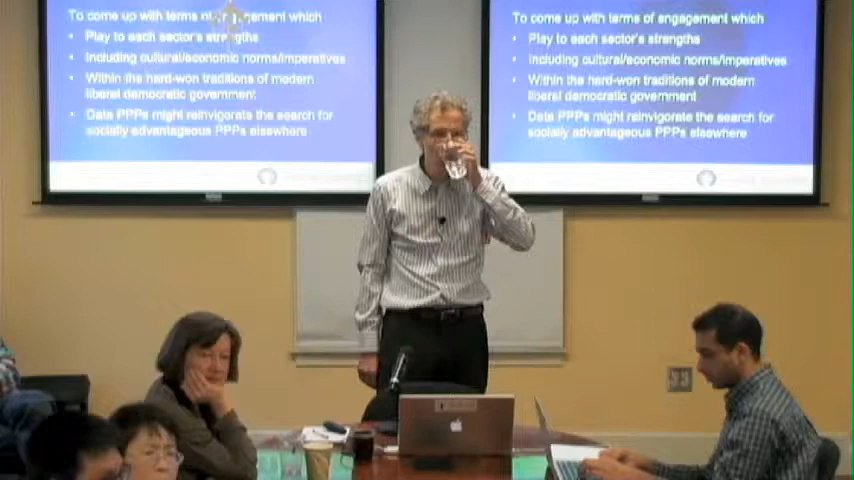 To come up with terms of engagement which
• Play to each sector's strengths
• Including cultural/economic norms/imperatives
• Within the hard-won traditions of modern
liberal democratic government
• Data PPPs might reinvigorate the search for
socially advantageous PPPs elsewhere
To come up with terms of engagement which
• Play to each sector's strengths
• Including cultural/economic norms/imperatives
• Within the hard-won traditions of modern
liberal democratic government
• Data PPPs might reinvigorate the search for
socially advantageous PPPs elsewhere